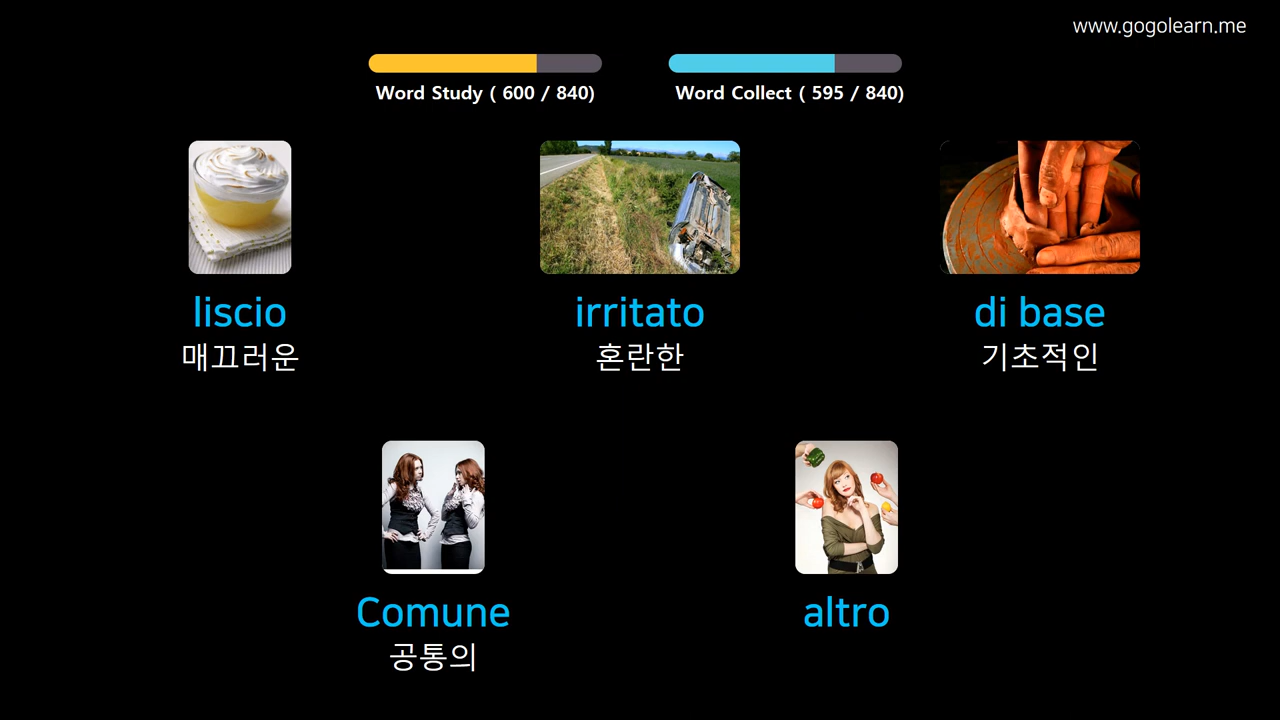 www.gogolearn.me
Word Study ( 600 / 840)
Word Collect ( 595 / 840)
liscio
매끄러운
irritato
혼란한
di base
기초적인
Comune
공통의
altro